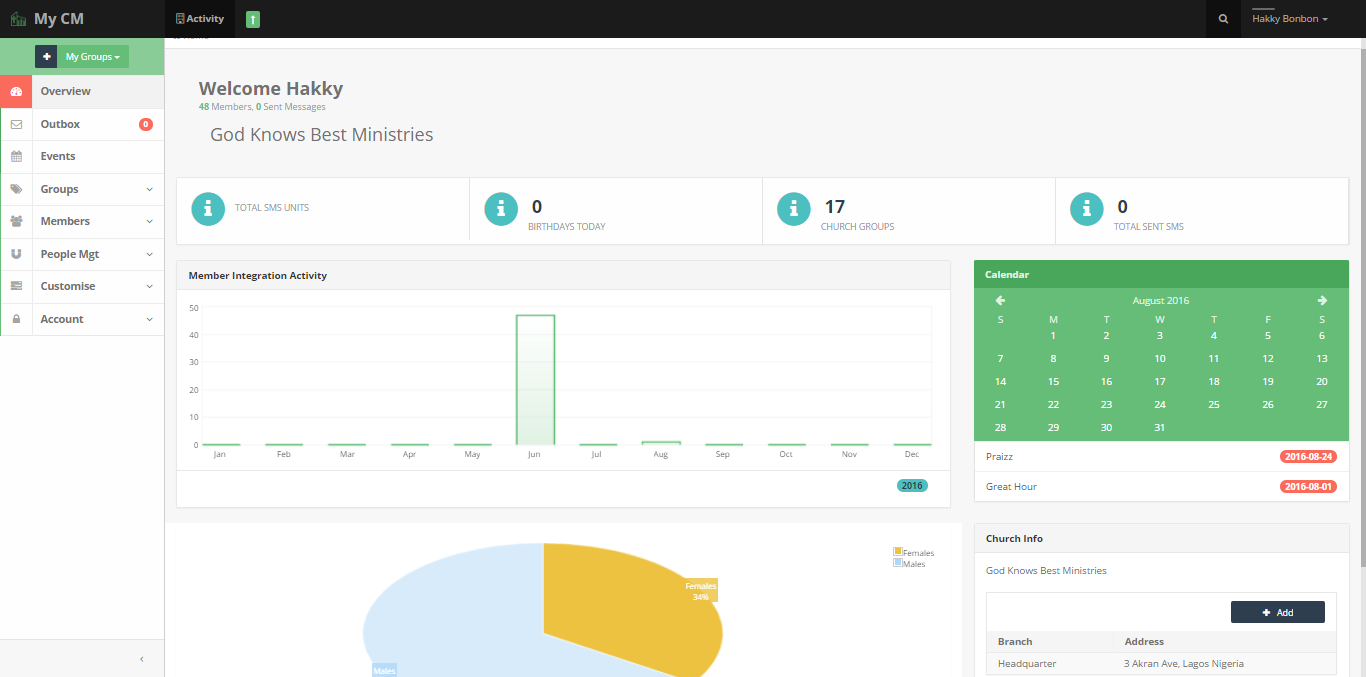 My CM
Activity
Hakky Bonbon
My Groups
Overview
Outbox 0
Events
Groups
Members
People Mgt
Customise
Account
Welcome Hakky
48 Members, 0 Sent Messages
God Knows Best Ministries
TOTAL SMS UNITS
0
BIRTHDAYS TODAY
17
CHURCH GROUPS
0
TOTAL SENT SMS
Member Integration Activity
50
40
30
20
10
0
Jan Feb Mar Apr May Jun Jul Aug Sep Oct Nov Dec
2016
Calendar
August 2016
S M T W T F S
1 2 3 4 5 6
7 8 9 10 11 12 13
14 15 16 17 18 19 20
21 22 23 24 25 26 27
28 29 30 31
Praizz 2016-08-24
Great Hour 2016-08-01
Females
Males
Females
34%
Males
Church Info
God Knows Best Ministries
Add
Branch Address
Headquarter 3 Akran Ave, Lagos Nigeria